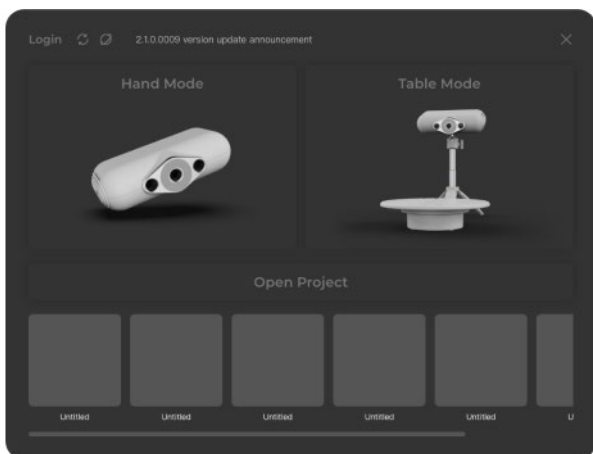 Login 2.1.0.0009 version update announcement
Hand Mode
Table Mode
Open Project
Untitled Untitled Untitled Untitled Untitled U